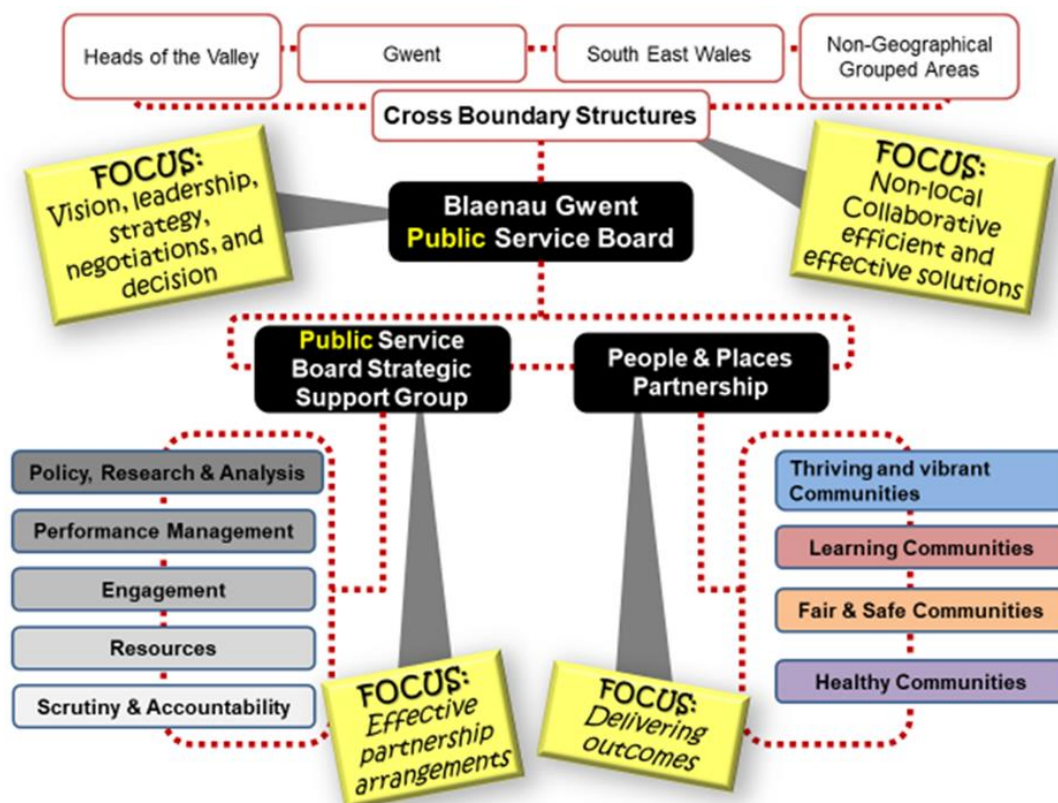 Heads of the Valley
Gwent
South East Wales
Non-Geographical
Grouped Areas
Cross Boundary Structures
FOCUS:
Vision, leadership,
strategy,
negotiations, and
decision
FOCUS:
Non-local
Collaborative
efficient and
effective solutions
Blaenau Gwent
Public Service Board
Public Service
Board Strategic
Support Group
People & Places
Partnership
Policy, Research & Analysis
Performance Management
Engagement
Resources
Scrutiny & Accountability
Thriving and vibrant
Communities
Learning Communities
Fair & Safe Communities
Healthy Communities
FOCUS:
Effective
partnership
arrangements
FOCUS:
Delivering
outcomes